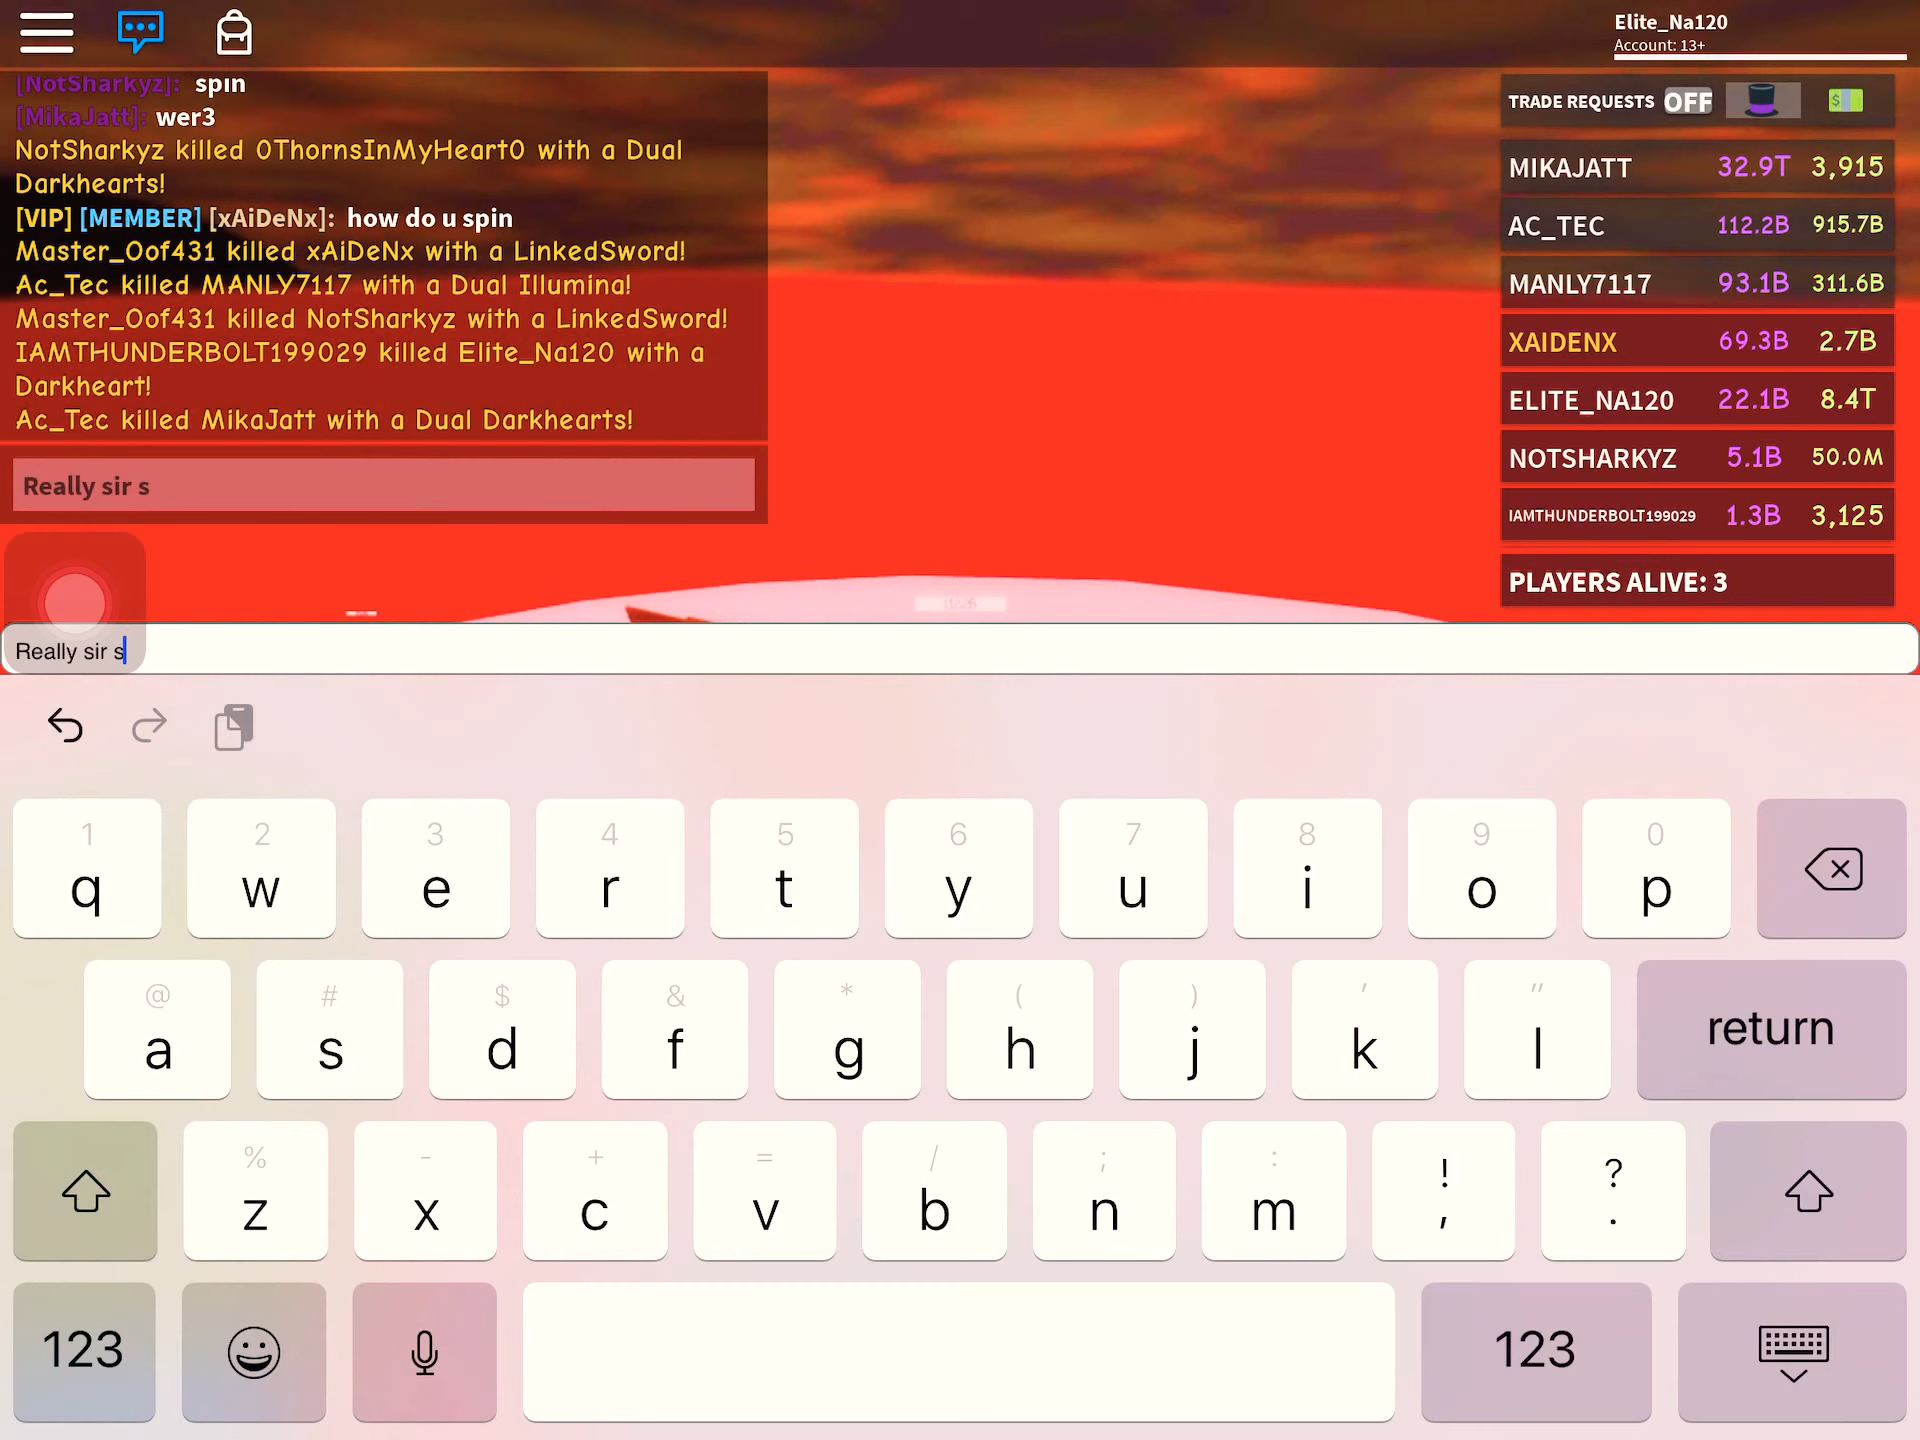 Elite_Na120
Account: 13+
[NotSharkyz]: spin
[MikaJatt]: wer3
NotSharkyz killed 0ThornsInMyHeart0 with a Dual
Darkhearts!
[VIP] [MEMBER] [xAiDeNx]: how do u spin
Master_Oof431 killed xAiDeNx with a LinkedSword!
Ac_Tec killed MANLY7117 with a Dual Illumina!
Master_Oof431 killed NotSharkyz with a LinkedSword!
IAMTHUNDERBOLT199029 killed Elite_Na120 with a
Darkheart!
Ac_Tec killed MikaJatt with a Dual Darkhearts!
Really sir s
TRADE REQUESTS OFF
MIKAJATT 32.9T 3,915
AC_TEC 112.2B 915.7B
MANLY7117 93.1B 311.6B
XAIDENX 69.3B 2.7B
ELITE_NA120 22.1B 8.4T
NOTSHARKYZ 5.1B 50.0M
IAMTHUNDERBOLT199029 1.3B 3,125
PLAYERS ALIVE: 3
Really sir s
1 2 3 4 5 6 7 8 9 0
q w e r t y u i o p
@ # $ & * ( ) ' "
a s d f g h j k l return
% - + = / ; : ! ?
z x c v b n m , .
123 123